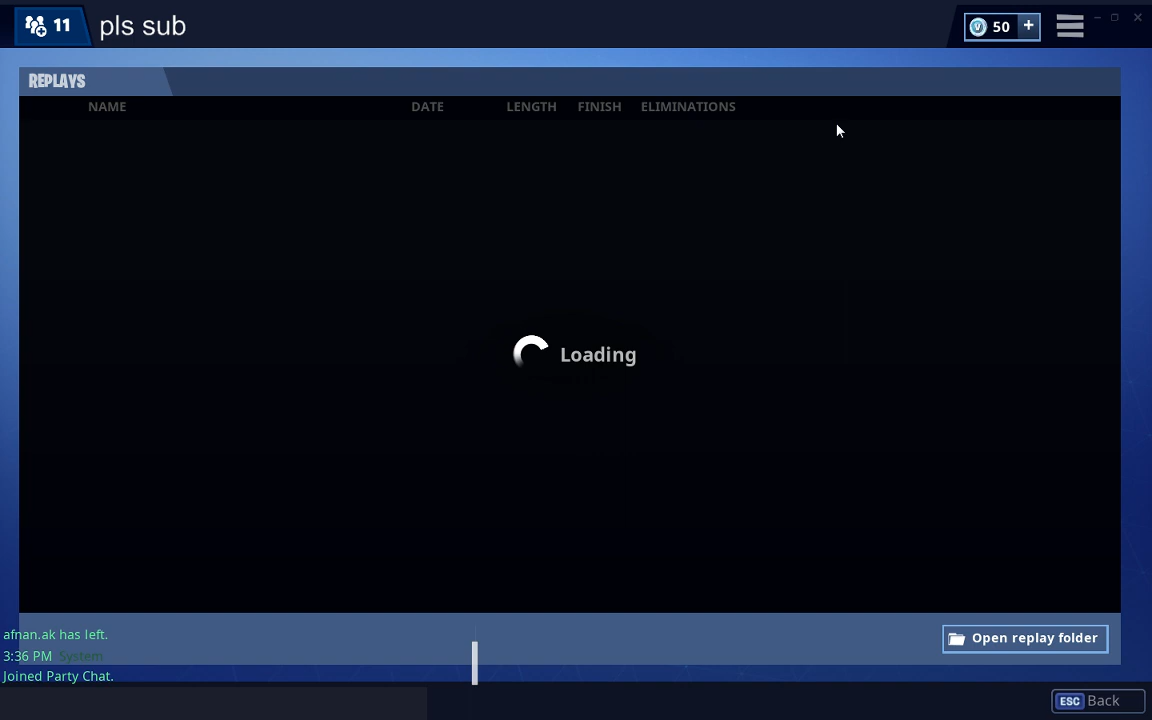 11 pls sub 50 +
REPLAYS
NAME DATE LENGTH FINISH ELIMINATIONS
Loading
afnan.ak has left.
Open replay folder
3:36 PM System
Joined Party Chat.
ESC Back